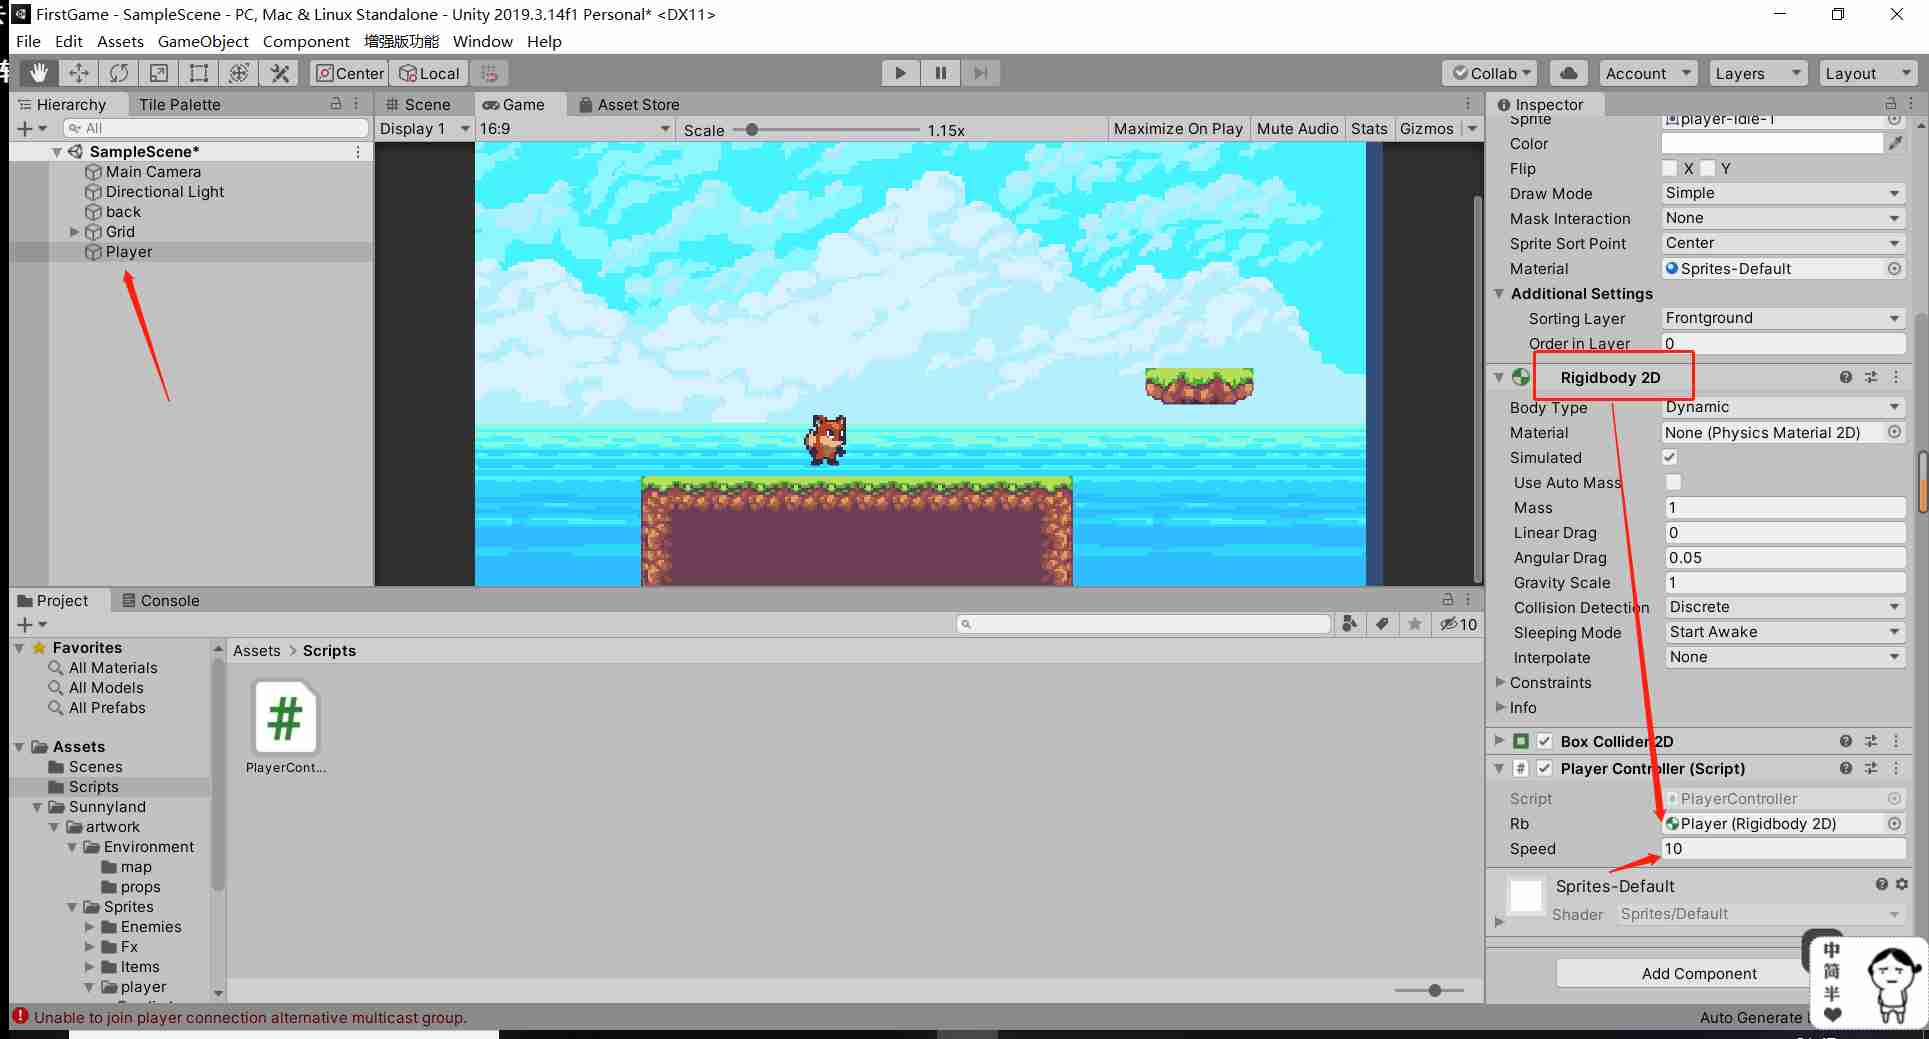 FirstGame - SampleScene - PC, Mac & Linux Standalone - Unity 2019.3.14f1 Personal* <DX11>
File Edit Assets GameObject Component 增强版功能 Window Help
Center Local Collab Account Layers Layout
Hierarchy Tile Palette
All
SampleScene*
Main Camera
Directional Light
back
Grid
Player
Scene Game Asset Store
Display 1 16:9 Scale 1.15x Maximize On Play Mute Audio Stats Gizmos
Inspector
Sprite player-idle-1
Color
Flip X Y
Draw Mode Simple
Mask Interaction None
Sprite Sort Point Center
Material Sprites-Default
Additional Settings
Sorting Layer Frontground
Order in Layer 0
Rigidbody 2D
Body Type Dynamic
Material None (Physics Material 2D)
Simulated
Use Auto Mass
Mass 1
Linear Drag 0
Angular Drag 0.05
Gravity Scale 1
Collision Detection Discrete
Sleeping Mode Start Awake
Interpolate None
Constraints
Info
Box Collider 2D
Player Controller (Script)
Script PlayerController
Rb Player (Rigidbody 2D)
Speed 10
Sprites-Default
Shader Sprites/Default
Add Component
Project Console
10
Favorites
All Materials
All Models
All Prefabs
Assets
Scenes
Scripts
Sunnyland
artwork
Environment
map
props
Sprites
Enemies
Fx
Items
player
Assets > Scripts
#
PlayerCont...
Unable to join player connection alternative multicast group.
Auto Generate
中
简
半